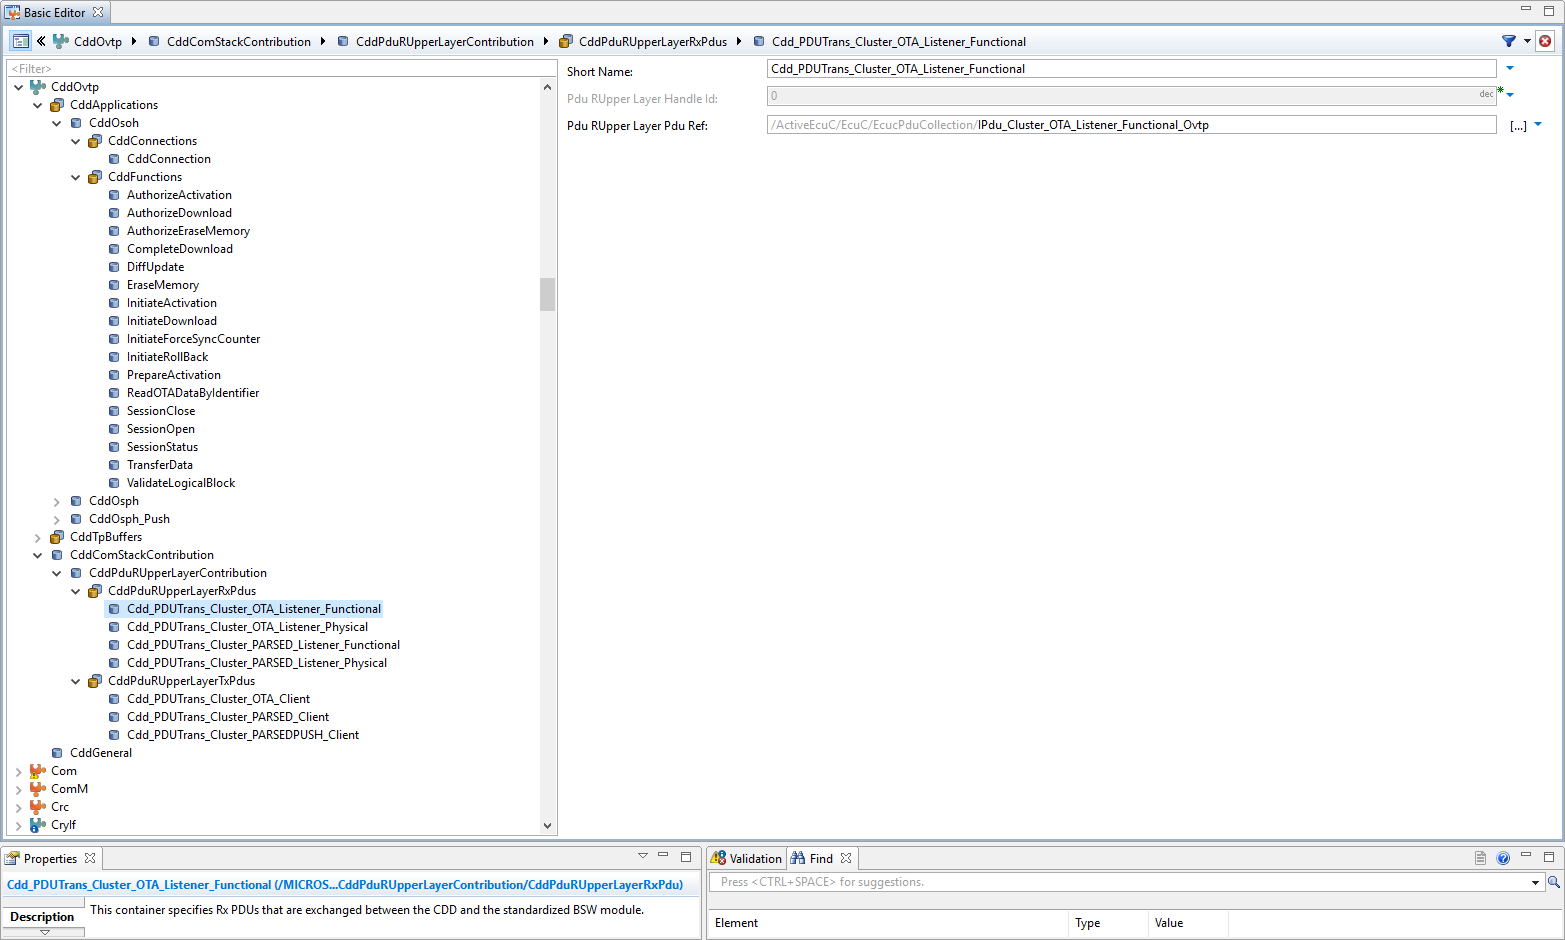 Basic Editor
CddOvtp CddComStackContribution CddPduRUpperLayerContribution CddPduRUpperLayerRxPdus Cdd_PDUTrans_Cluster_OTA_Listener_Functional
<Filter>
CddOvtp
CddApplications
CddOsoh
CddConnections
CddConnection
CddFunctions
AuthorizeActivation
AuthorizeDownload
AuthorizeEraseMemory
CompleteDownload
DiffUpdate
EraseMemory
InitiateActivation
InitiateDownload
InitiateForceSyncCounter
InitiateRollBack
PrepareActivation
ReadOTADataByIdentifier
SessionClose
SessionOpen
SessionStatus
TransferData
ValidateLogicalBlock
CddOsph
CddOsph_Push
CddTpBuffers
CddComStackContribution
CddPduRUpperLayerContribution
CddPduRUpperLayerRxPdus
Cdd_PDUTrans_Cluster_OTA_Listener_Functional
Cdd_PDUTrans_Cluster_OTA_Listener_Physical
Cdd_PDUTrans_Cluster_PARSED_Listener_Functional
Cdd_PDUTrans_Cluster_PARSED_Listener_Physical
CddPduRUpperLayerTxPdus
Cdd_PDUTrans_Cluster_OTA_Client
Cdd_PDUTrans_Cluster_PARSED_Client
Cdd_PDUTrans_Cluster_PARSEDPUSH_Client
CddGeneral
Com
ComM
Crc
CryIf
Short Name: Cdd_PDUTrans_Cluster_OTA_Listener_Functional
Pdu RUpper Layer Handle Id: 0 dec *
Pdu RUpper Layer Pdu Ref: /ActiveEcuC/EcuC/EcucPduCollection/IPdu_Cluster_OTA_Listener_Functional_Ovtp [...]
Properties
Cdd_PDUTrans_Cluster_OTA_Listener_Functional (/MICROS...CddPduRUpperLayerContribution/CddPduRUpperLayerRxPdu)
Description
This container specifies Rx PDUs that are exchanged between the CDD and the standardized BSW module.
Validation Find
Press <CTRL+SPACE> for suggestions.
Element Type Value